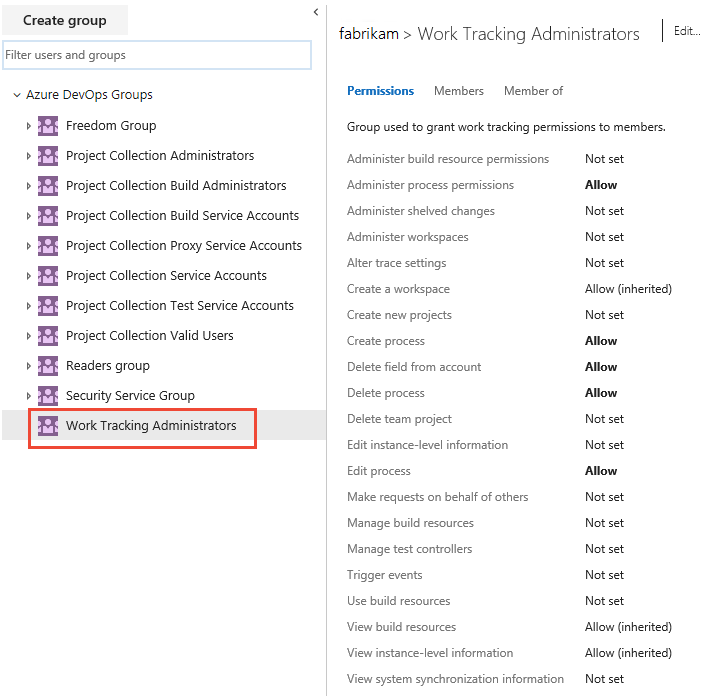 Create group
Filter users and groups
Azure DevOps Groups
Freedom Group
Project Collection Administrators
Project Collection Build Administrators
Project Collection Build Service Accounts
Project Collection Proxy Service Accounts
Project Collection Service Accounts
Project Collection Test Service Accounts
Project Collection Valid Users
Readers group
Security Service Group
Work Tracking Administrators
fabrikam > Work Tracking Administrators Edit...
Permissions Members Member of
Group used to grant work tracking permissions to members.
Administer build resource permissions Not set
Administer process permissions Allow
Administer shelved changes Not set
Administer workspaces Not set
Alter trace settings Not set
Create a workspace Allow (inherited)
Create new projects Not set
Create process Allow
Delete field from account Allow
Delete process Allow
Delete team project Not set
Edit instance-level information Not set
Edit process Allow
Make requests on behalf of others Not set
Manage build resources Not set
Manage test controllers Not set
Trigger events Not set
Use build resources Not set
View build resources Allow (inherited)
View instance-level information Allow (inherited)
View system synchronization information Not set